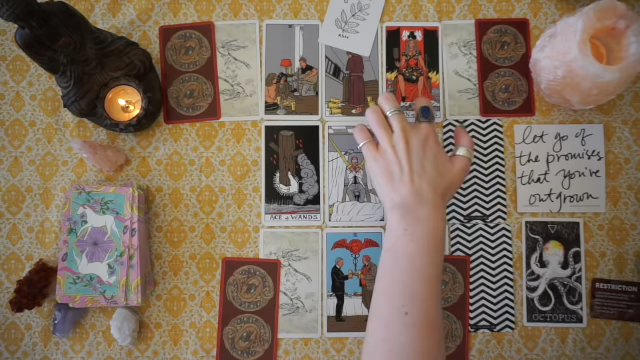 let go of
the promises
that you've
outgrown
ACE of WANDS
OCTOPUS
RESTRICTION